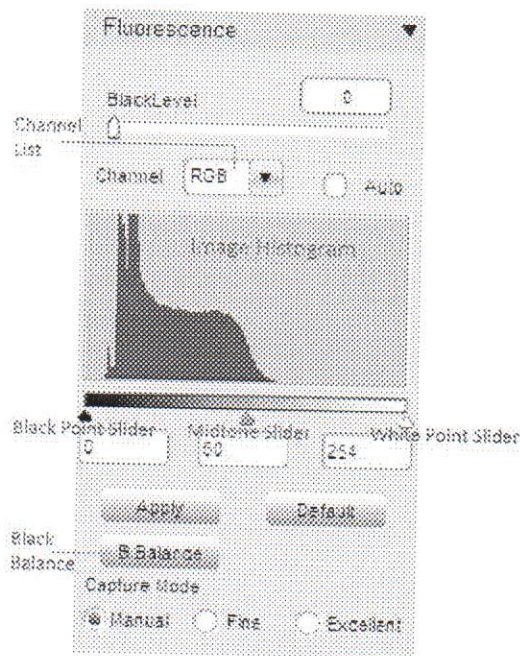 Fluorescence
BlackLevel 0
Channel List
Channel RGB Auto
Image Histogram
Black Point Slider Midtone Slider White Point Slider
0 50 254
Apply Default
Black Balance
B.Balance
Capture Mode
Manual Fine Excellent